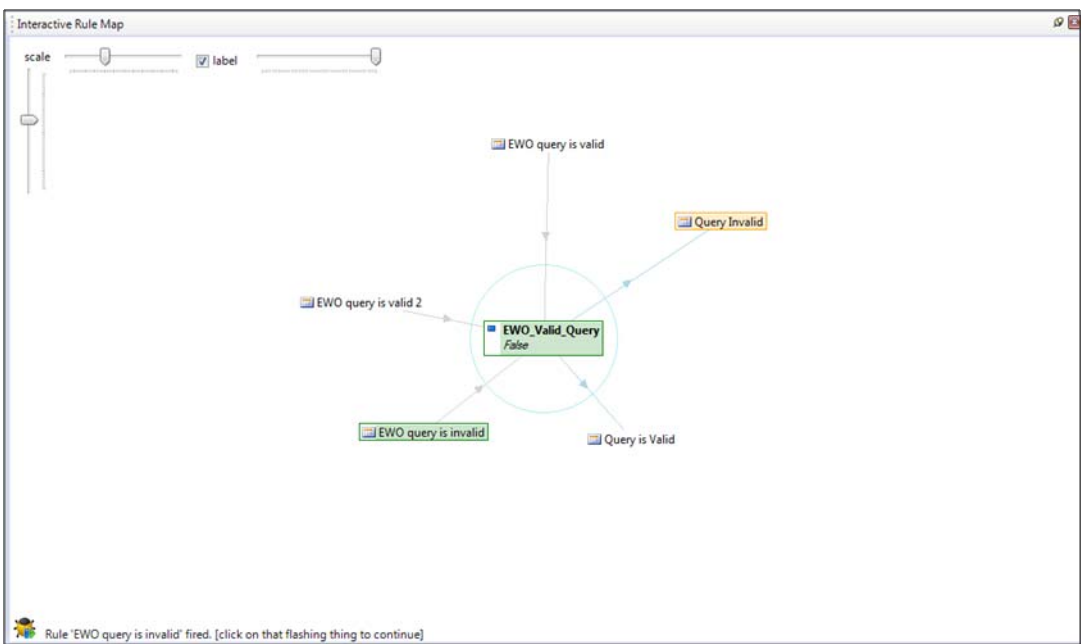 Interactive Rule Map
scale
label
EWO query is valid
Query Invalid
EWO query is valid 2
EWO_Valid_Query
False
EWO query is invalid
Query is Valid
Rule 'EWO query is invalid' fired. [click on that flashing thing to continue]